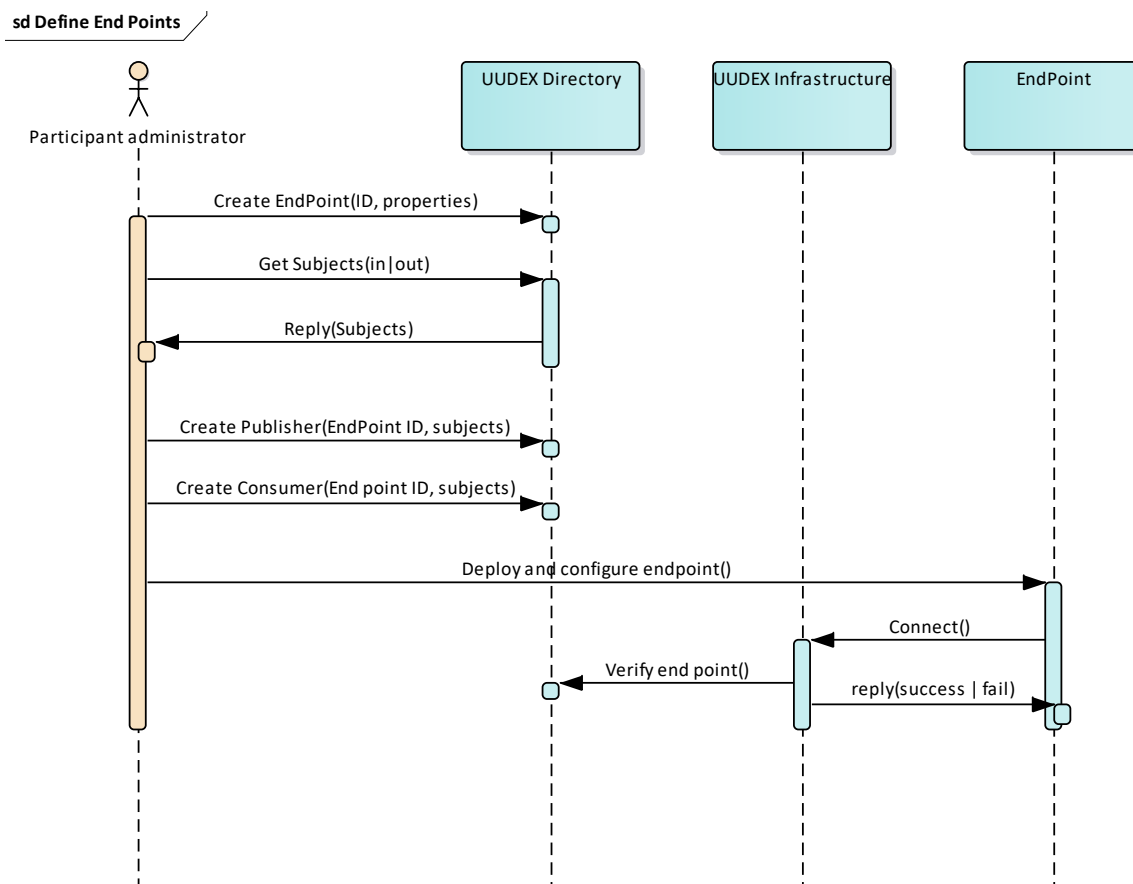 sd Define End Points
UUDEX Directory
UUDEX Infrastructure
EndPoint
Participant administrator
Create EndPoint(ID, properties)
Get Subjects(in|out)
Reply(Subjects)
Create Publisher(EndPoint ID, subjects)
Create Consumer(End point ID, subjects)
Deploy and configure endpoint()
Connect()
Verify end point()
reply(success | fail)